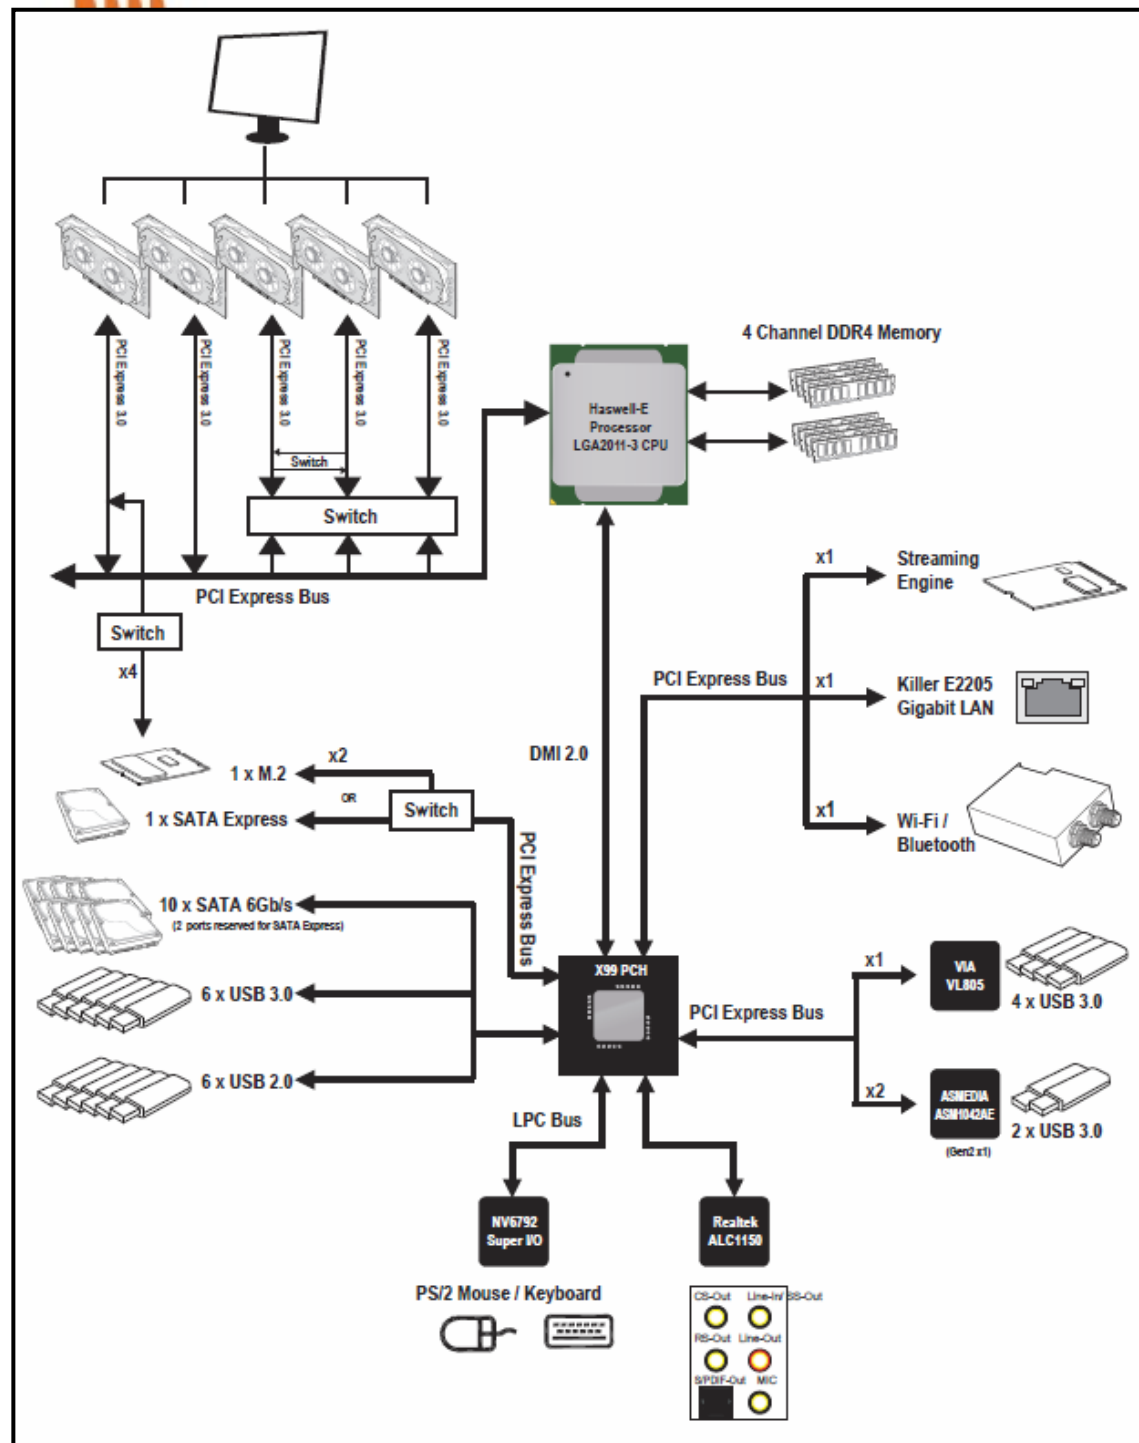 PCI Express 3.0
PCI Express 3.0
PCI Express 3.0
PCI Express 3.0
PCI Express 3.0
Switch
Switch
PCI Express Bus
Switch
x4
4 Channel DDR4 Memory
Haswell-E
Processor
LGA2011-3 CPU
x1
Streaming
Engine
PCI Express Bus
x1
Killer E2205
Gigabit LAN
DMI 2.0
x1
Wi-Fi /
Bluetooth
x2
1 x M.2
OR
Switch
1 x SATA Express
PCI Express Bus
10 x SATA 6Gb/s
(2 ports reserved for SATA Express)
6 x USB 3.0
6 x USB 2.0
X99 PCH
PCI Express Bus
x1
VIA
VL805
4 x USB 3.0
x2
ASMEDIA
ASM1042AE
(Gen2 x1)
2 x USB 3.0
LPC Bus
NV6792
Super I/O
Realtek
ALC1150
PS/2 Mouse / Keyboard
CS-Out Line-In/ SS-Out
RS-Out Line-Out
S/PDIF-Out MIC